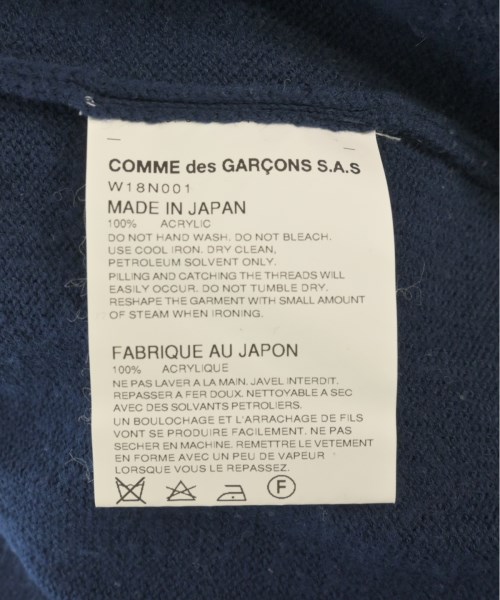 COMME des GARÇONS S.A.S
W18N001
MADE IN JAPAN
100% ACRYLIC
DO NOT HAND WASH. DO NOT BLEACH.
USE COOL IRON. DRY CLEAN,
PETROLEUM SOLVENT ONLY.
PILLING AND CATCHING THE THREADS WILL
EASILY OCCUR. DO NOT TUMBLE DRY.
RESHAPE THE GARMENT WITH SMALL AMOUNT
OF STEAM WHEN IRONING.
FABRIQUE AU JAPON
100% ACRYLIQUE
NE PAS LAVER A LA MAIN. JAVEL INTERDIT.
REPASSER A FER DOUX. NETTOYABLE A SEC
AVEC DES SOLVANTS PETROLIERS.
UN BOULOCHAGE ET L'ARRACHAGE DE FILS
VONT SE PRODUIRE FACILEMENT. NE PAS
SECHER EN MACHINE. REMETTRE LE VETEMENT
EN FORME AVEC UN PEU DE VAPEUR
LORSQUE VOUS LE REPASSEZ.
F